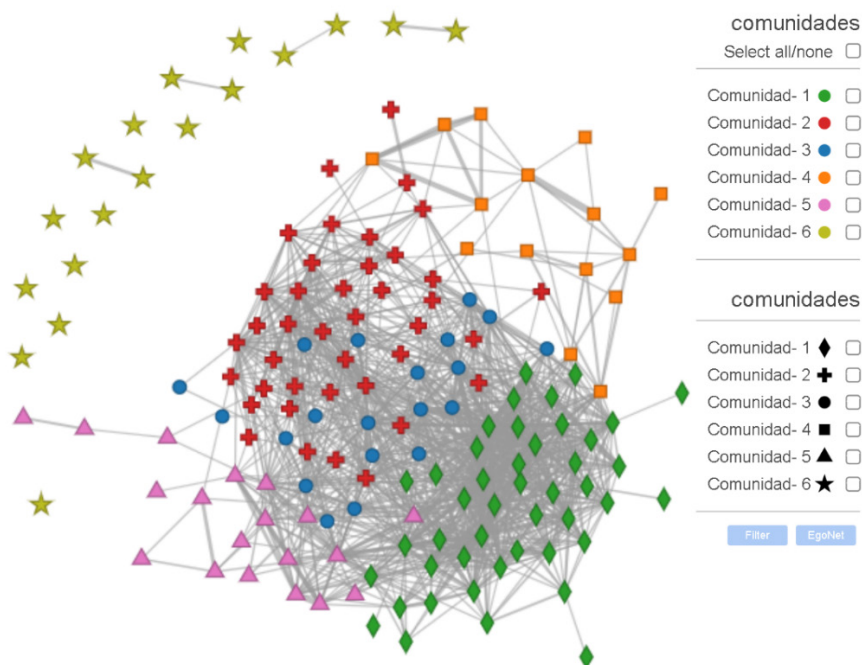 comunidades
Select all/none
Comunidad- 1
Comunidad- 2
Comunidad- 3
Comunidad- 4
Comunidad- 5
Comunidad- 6
comunidades
Comunidad- 1
Comunidad- 2
Comunidad- 3
Comunidad- 4
Comunidad- 5
Comunidad- 6
Filter EgoNet